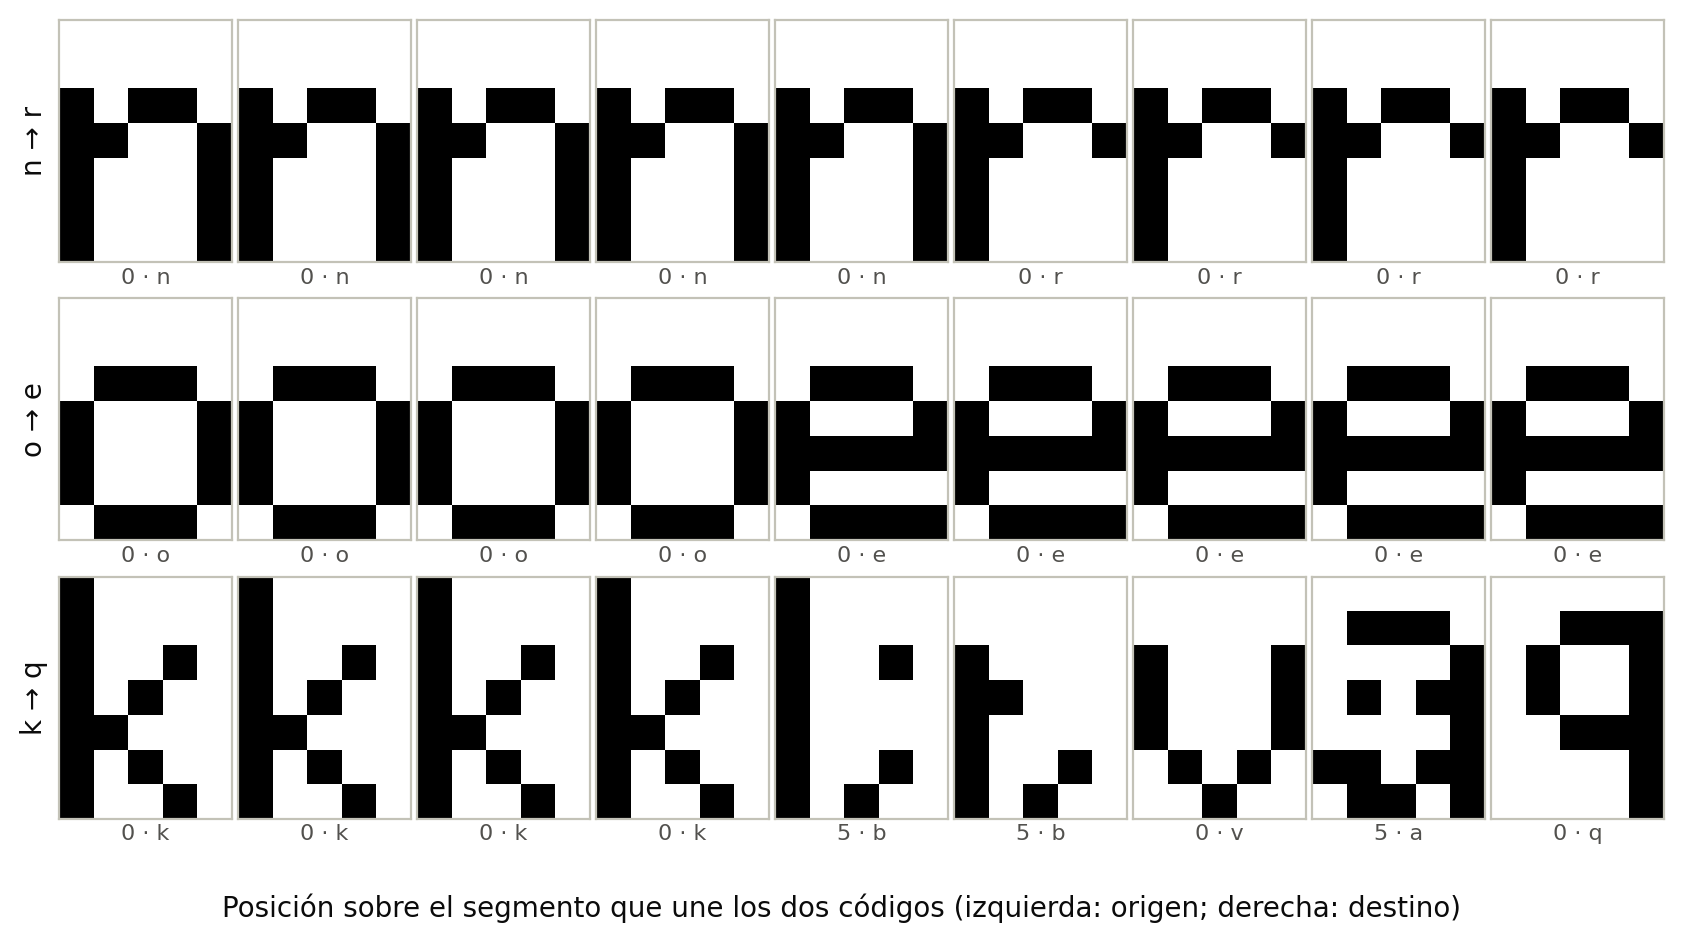 n → r
0 · n 0 · n 0 · n 0 · n 0 · n 0 · r 0 · r 0 · r 0 · r
o → e
0 · o 0 · o 0 · o 0 · o 0 · e 0 · e 0 · e 0 · e 0 · e
k → q
0 · k 0 · k 0 · k 0 · k 5 · b 5 · b 0 · v 5 · a 0 · q
Posición sobre el segmento que une los dos códigos (izquierda: origen; derecha: destino)